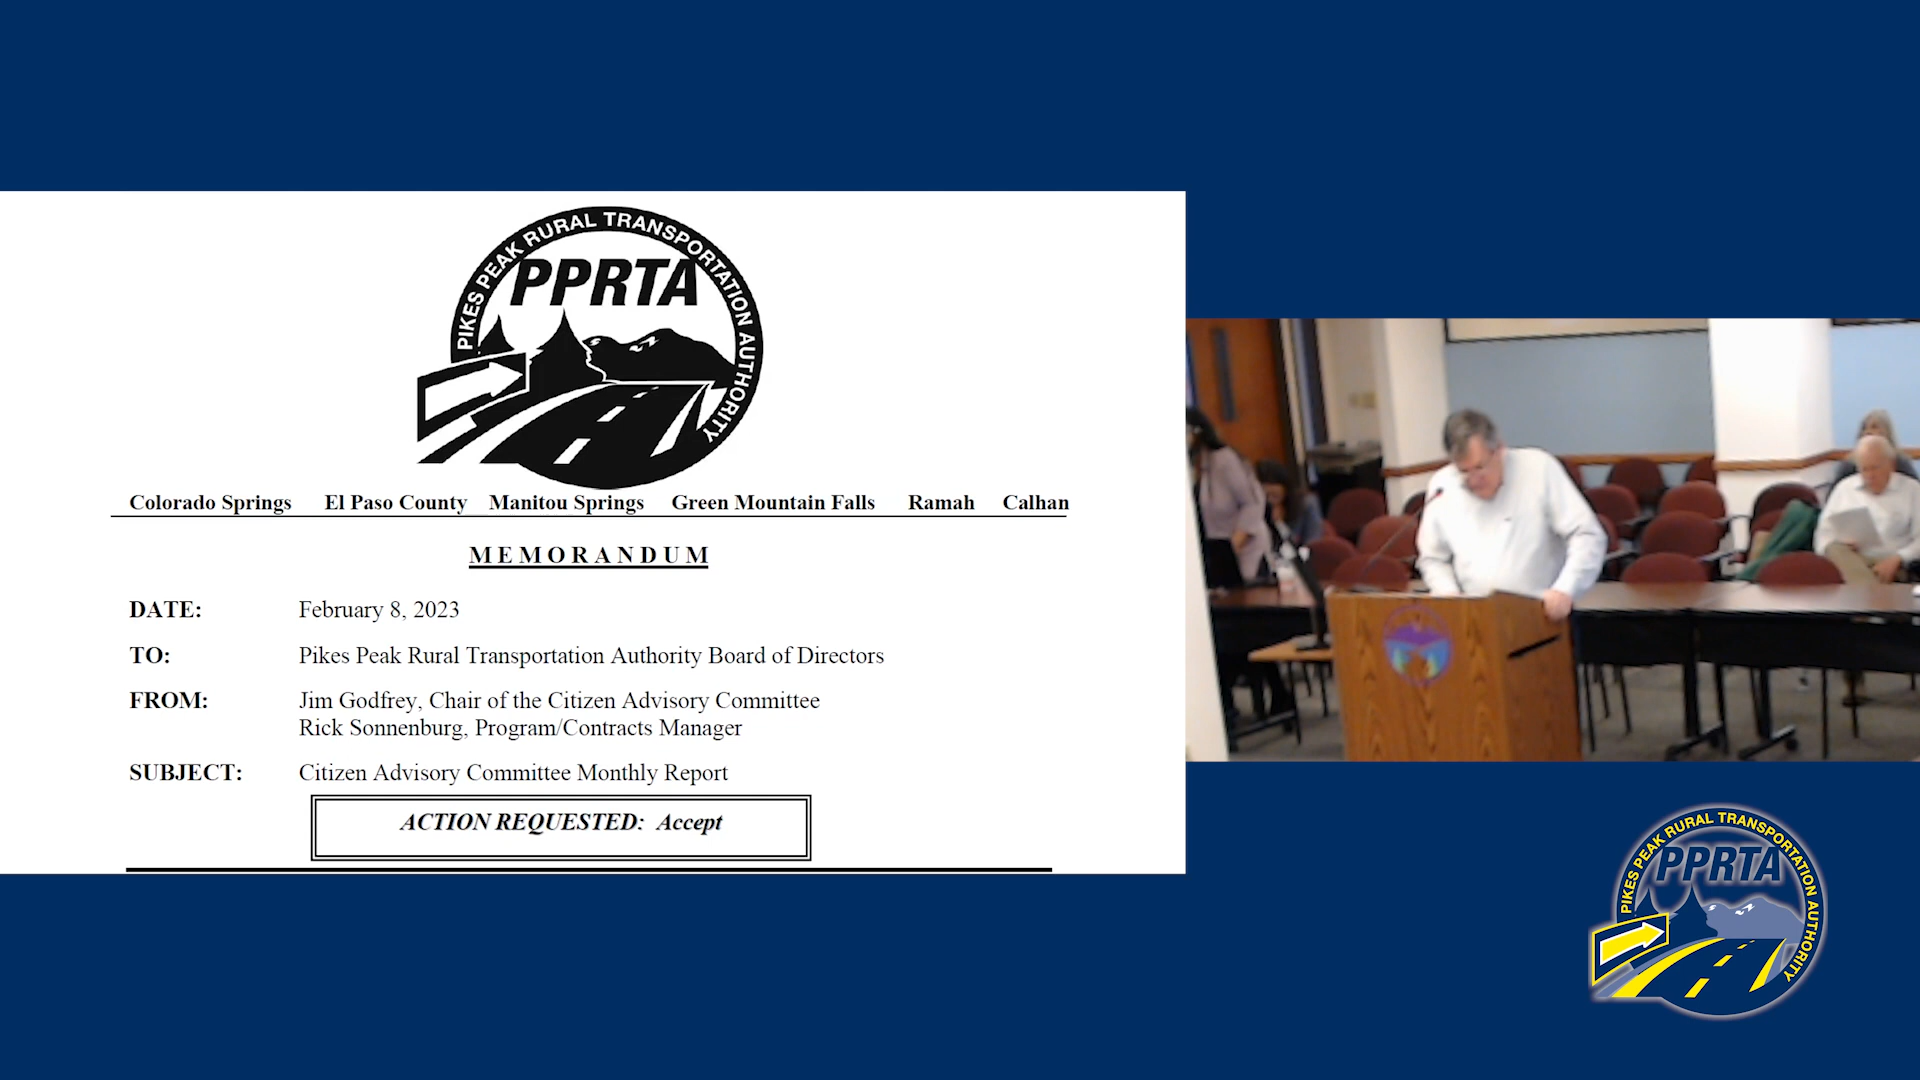 PIKES PEAK RURAL TRANSPORTATION AUTHORITY
PPRTA
Colorado Springs El Paso County Manitou Springs Green Mountain Falls Ramah Calhan
MEMORANDUM
DATE: February 8, 2023
TO: Pikes Peak Rural Transportation Authority Board of Directors
FROM: Jim Godfrey, Chair of the Citizen Advisory Committee
Rick Sonnenburg, Program/Contracts Manager
SUBJECT: Citizen Advisory Committee Monthly Report
ACTION REQUESTED: Accept
PIKES PEAK RURAL TRANSPORTATION AUTHORITY
PPRTA